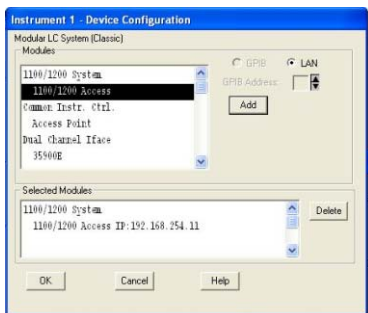 Instrument 1 - Device Configuration
Modular LC System (Classic)
Modules
GPIB LAN
1100/1200 System
GPIB Address:
1100/1200 Access
Add
Common Instr. Ctrl.
Access Point
Dual Channel Iface
35900E
Selected Modules
1100/1200 System
Delete
1100/1200 Access IP:192.168.254.11
OK Cancel Help